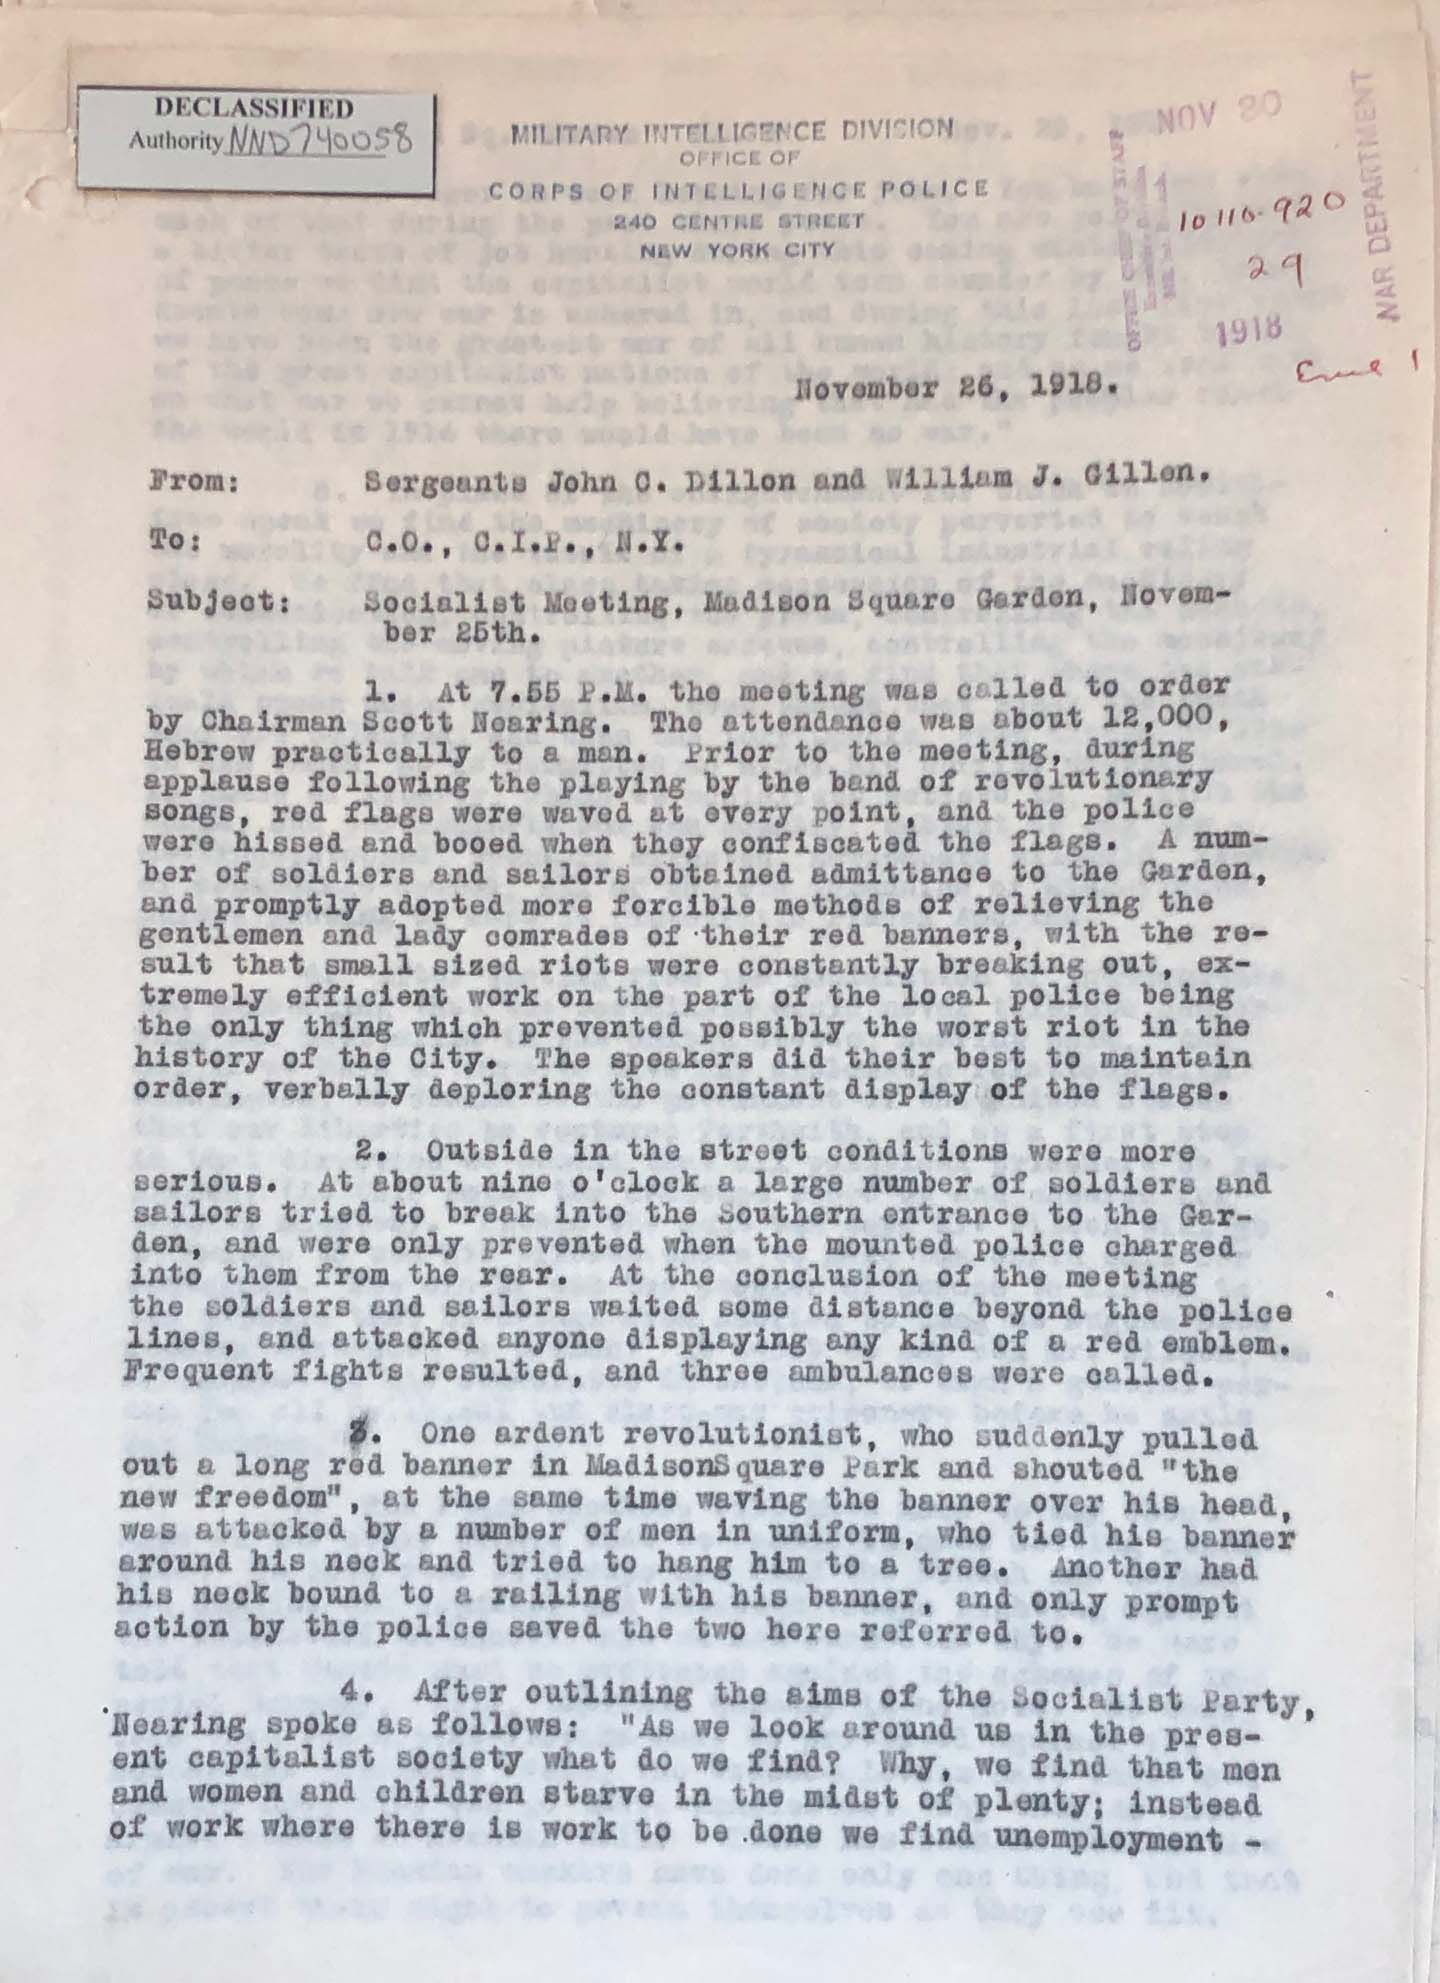 DECLASSIFIED
Authority NND740058
MILITARY INTELLIGENCE DIVISION
OFFICE OF
CORPS OF INTELLIGENCE POLICE
240 CENTRE STREET
NEW YORK CITY
OFFICE CHIEF OF STAFF
NOV 20
1918
WAR DEPARTMENT
10110-920
29
Encl 1
November 26, 1918.
From: Sergeants John C. Dillon and William J. Gillen.
To: C.O., C.I.P., N.Y.
Subject: Socialist Meeting, Madison Square Garden, Novem-
ber 25th.
1. At 7.55 P.M. the meeting was called to order
by Chairman Scott Nearing. The attendance was about 12,000,
Hebrew practically to a man. Prior to the meeting, during
applause following the playing by the band of revolutionary
songs, red flags were waved at every point, and the police
were hissed and booed when they confiscated the flags. A num-
ber of soldiers and sailors obtained admittance to the Garden,
and promptly adopted more forcible methods of relieving the
gentlemen and lady comrades of their red banners, with the re-
sult that small sized riots were constantly breaking out, ex-
tremely efficient work on the part of the local police being
the only thing which prevented possibly the worst riot in the
history of the City. The speakers did their best to maintain
order, verbally deploring the constant display of the flags.
2. Outside in the street conditions were more
serious. At about nine o'clock a large number of soldiers and
sailors tried to break into the Southern entrance to the Gar-
den, and were only prevented when the mounted police charged
into them from the rear. At the conclusion of the meeting
the soldiers and sailors waited some distance beyond the police
lines, and attacked anyone displaying any kind of a red emblem.
Frequent fights resulted, and three ambulances were called.
3. One ardent revolutionist, who suddenly pulled
out a long red banner in MadisonSquare Park and shouted "the
new freedom", at the same time waving the banner over his head,
was attacked by a number of men in uniform, who tied his banner
around his neck and tried to hang him to a tree. Another had
his neck bound to a railing with his banner, and only prompt
action by the police saved the two here referred to.
4. After outlining the aims of the Socialist Party,
Nearing spoke as follows: "As we look around us in the pres-
ent capitalist society what do we find? Why, we find that men
and women and children starve in the midst of plenty; instead
of work where there is work to be done we find unemployment -